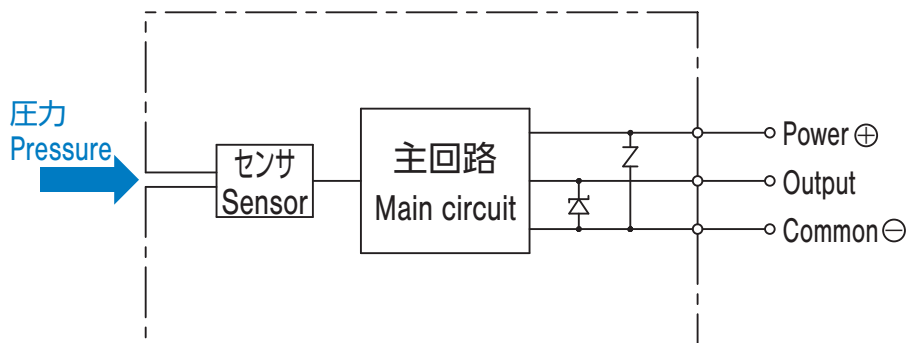 圧力
Pressure
センサ
Sensor
主回路
Main circuit
Power⊕
Output
Common⊖